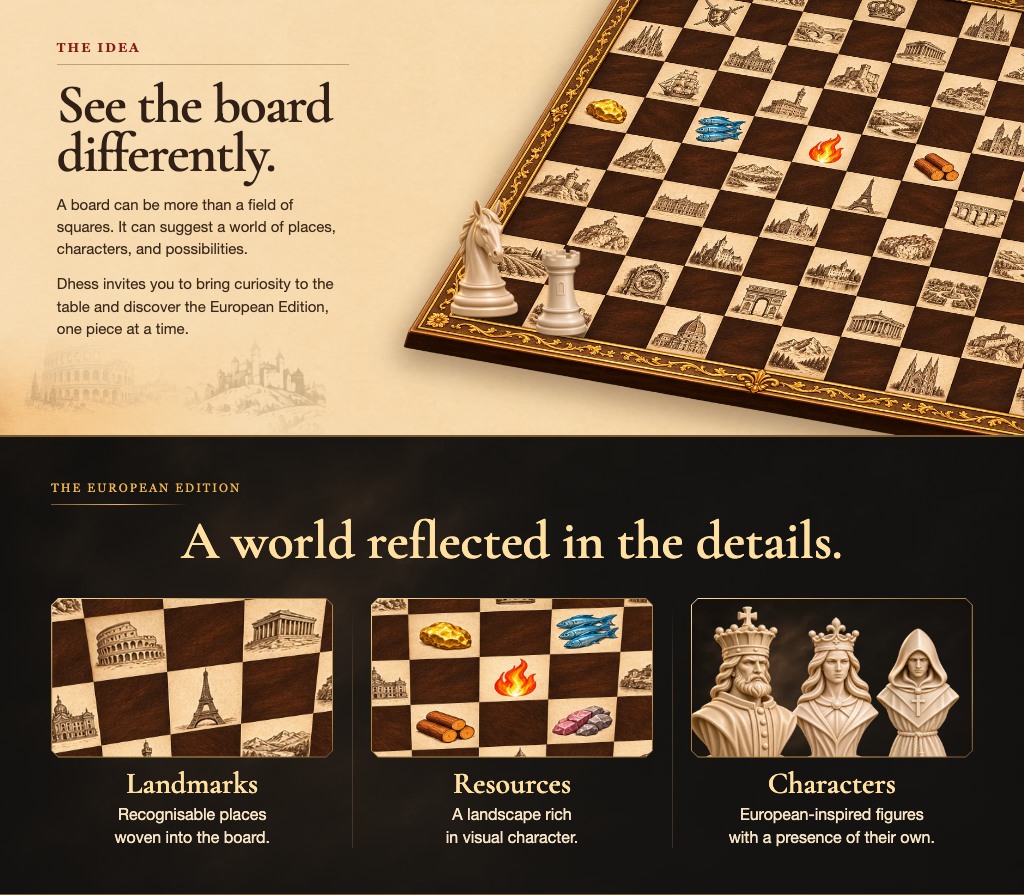 THE IDEA
See the board
differently.
A board can be more than a field of
squares. It can suggest a world of places,
characters, and possibilities.
Dhess invites you to bring curiosity to the
table and discover the European Edition,
one piece at a time.
THE EUROPEAN EDITION
A world reflected in the details.
Landmarks
Recognisable places
woven into the board.
Resources
A landscape rich
in visual character.
Characters
European-inspired figures
with a presence of their own.